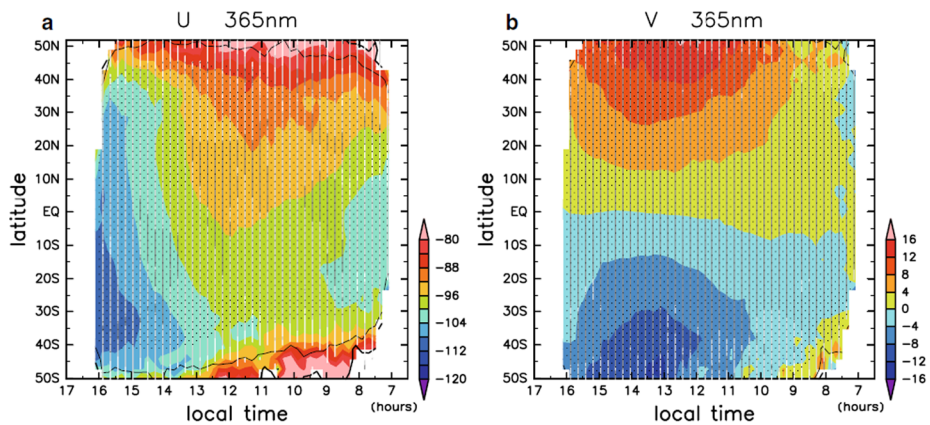 a U 365nm
50N
40N
30N
20N
10N
EQ
10S
20S
30S
40S
50S
latitude
17 16 15 14 13 12 11 10 9 8 7
local time (hours)
-80
-88
-96
-104
-112
-120
b V 365nm
50N
40N
30N
20N
10N
EQ
10S
20S
30S
40S
50S
latitude
17 16 15 14 13 12 11 10 9 8 7
local time (hours)
16
12
8
4
0
-4
-8
-12
-16